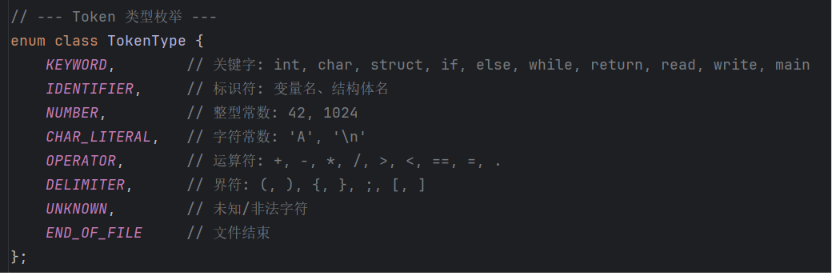 // --- Token 类型枚举 ---
enum class TokenType {
    KEYWORD,        // 关键字: int, char, struct, if, else, while, return, read, write, main
    IDENTIFIER,     // 标识符: 变量名、结构体名
    NUMBER,         // 整型常数: 42, 1024
    CHAR_LITERAL,   // 字符常数: 'A', '\n'
    OPERATOR,       // 运算符: +, -, *, /, >, <, ==, =, .
    DELIMITER,      // 界符: (, ), {, }, ;, [, ]
    UNKNOWN,        // 未知/非法字符
    END_OF_FILE     // 文件结束
};